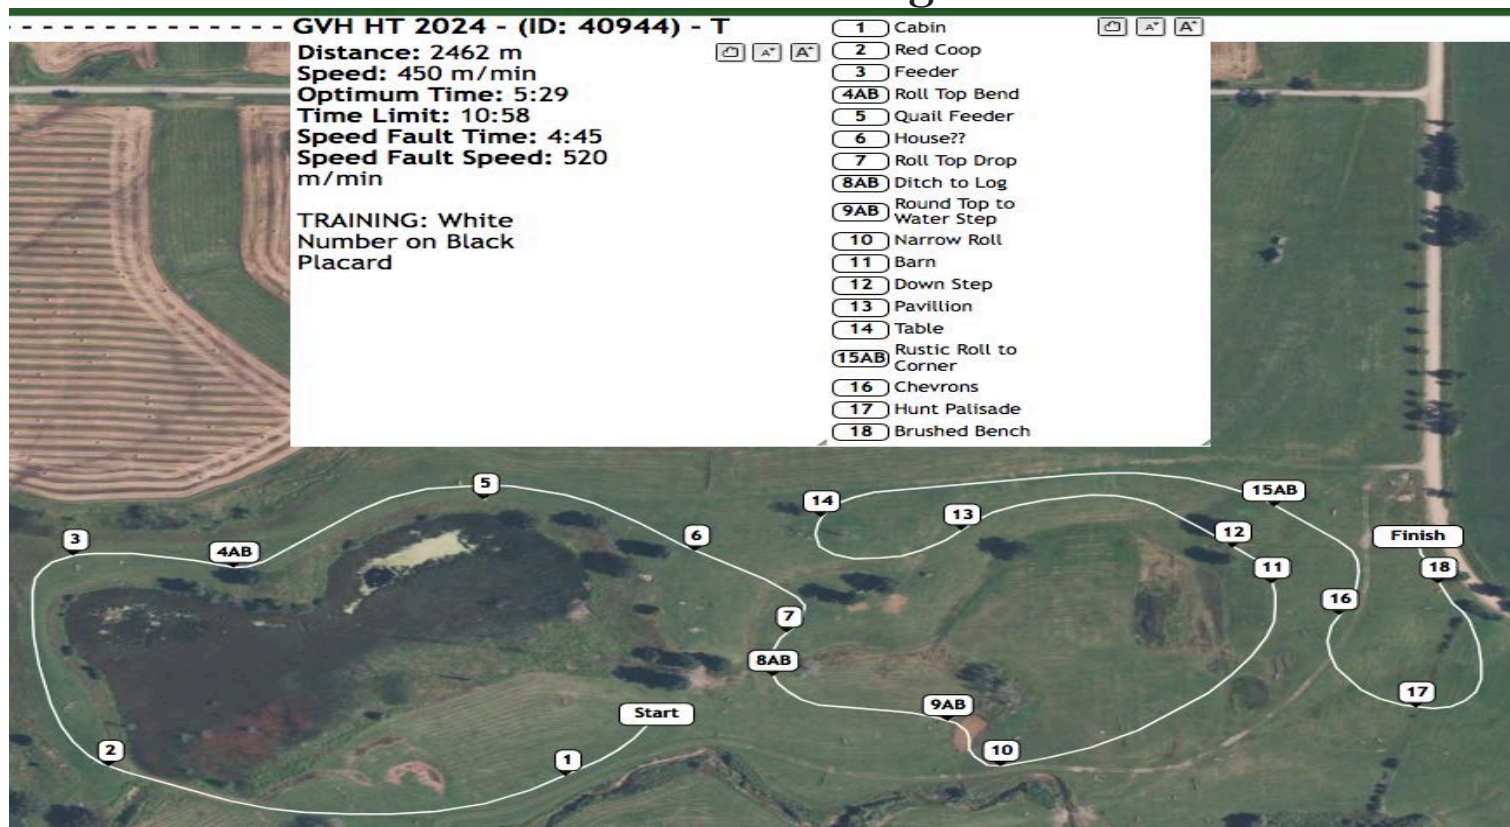 GVH HT 2024 - (ID: 40944) - T
Distance: 2462 m
Speed: 450 m/min
Optimum Time: 5:29
Time Limit: 10:58
Speed Fault Time: 4:45
Speed Fault Speed: 520
m/min
TRAINING: White
Number on Black
Placard
A
A
1 Cabin
2 Red Coop
3 Feeder
4AB Roll Top Bend
5 Quail Feeder
6 House??
7 Roll Top Drop
8AB Ditch to Log
9AB Round Top to
Water Step
10 Narrow Roll
11 Barn
12 Down Step
13 Pavillion
14 Table
15AB Rustic Roll to
Corner
16 Chevrons
17 Hunt Palisade
18 Brushed Bench
A
A
5
14
15AB
13
3
6
12
Finish
4AB
11
18
16
7
8AB
17
9AB
Start
2
10
1